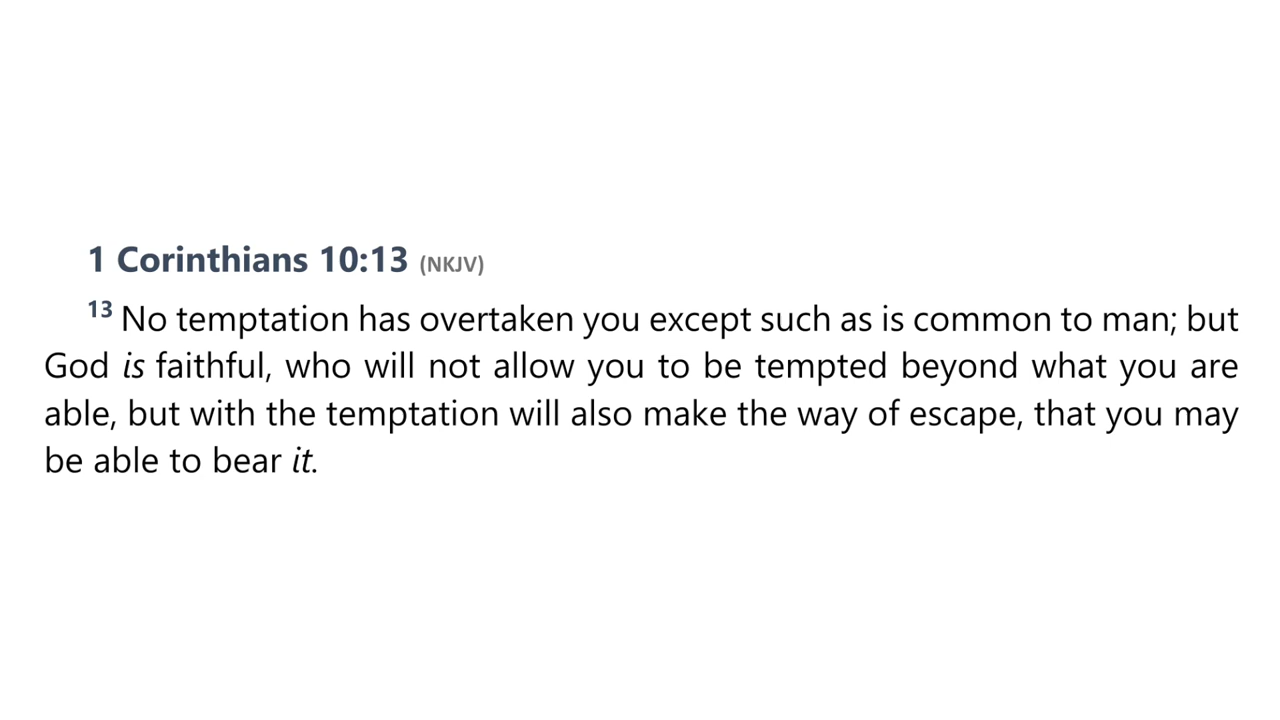 1 Corinthians 10:13 (NKJV)
13 No temptation has overtaken you except such as is common to man; but
God is faithful, who will not allow you to be tempted beyond what you are
able, but with the temptation will also make the way of escape, that you may
be able to bear it.